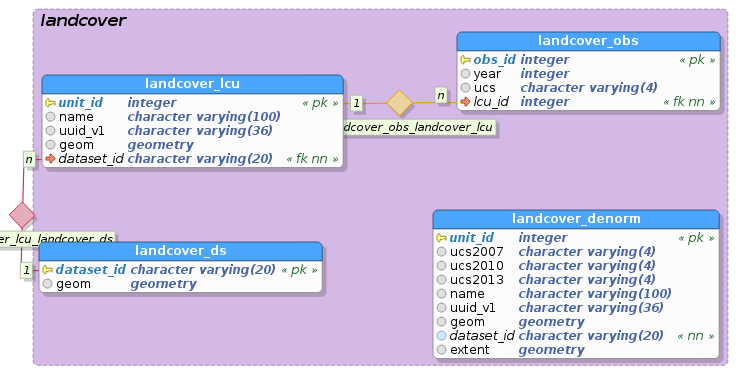 landcover
landcover_lcu
unit_id integer « pk »
name character varying(100)
uuid_v1 character varying(36)
geom geometry
dataset_id character varying(20) « fk nn »
1
n
dcover_obs_landcover_lcu
landcover_obs
obs_id integer « pk »
year integer
ucs character varying(4)
lcu_id integer « fk nn »
n
er_lcu_landcover_ds
1
landcover_ds
dataset_id character varying(20) « pk »
geom geometry
landcover_denorm
unit_id integer « pk »
ucs2007 character varying(4)
ucs2010 character varying(4)
ucs2013 character varying(4)
name character varying(100)
uuid_v1 character varying(36)
geom geometry
dataset_id character varying(20) « nn »
extent geometry